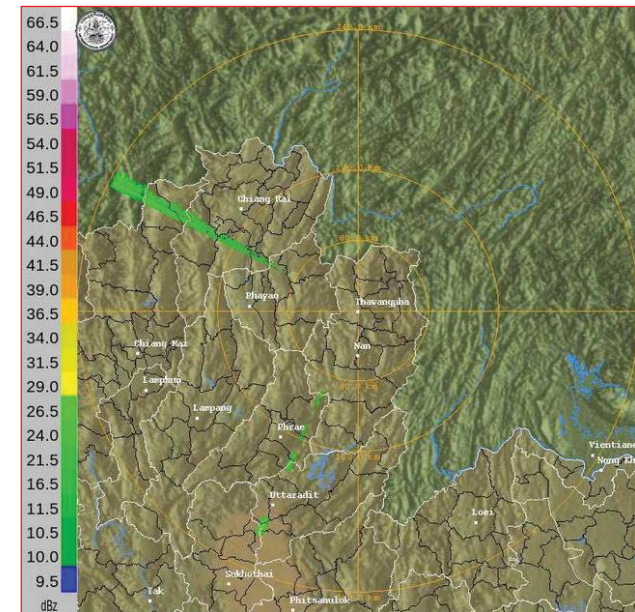 66.5
64.0
61.5
59.0
56.5
54.0
51.5
49.0
46.5
44.0
41.5
39.0
36.5
34.0
31.5
29.0
26.5
24.0
21.5
16.5
11.5
10.5
10.0
9.5
dBz
Chiang Rai
Phayao
Thawangpha
Chiang Mai
Nan
Lamphun
Lampang
Phrae
Vientiane
Nong Kh
Uttaradit
Loei
Sukhothai
Tak
Phitsanulok